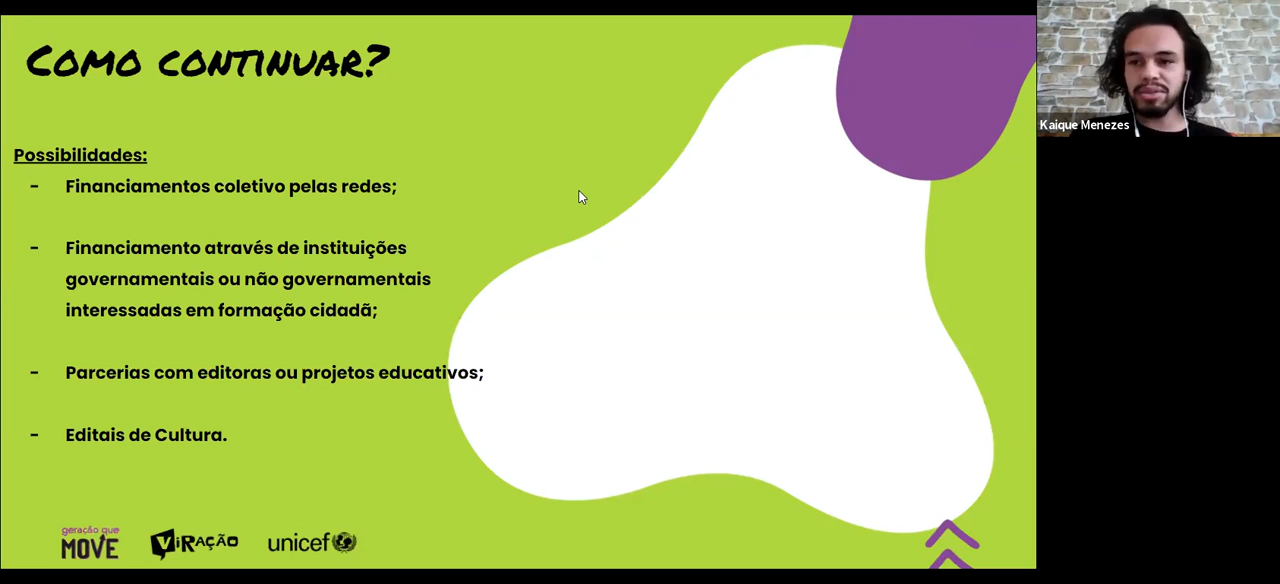 Como continuar?
Kaique Menezes
Possibilidades:
- Financiamentos coletivo pelas redes;
- Financiamento através de instituições
governamentais ou não governamentais
interessadas em formação cidadã;
- Parcerias com editoras ou projetos educativos;
- Editais de Cultura.
geração que
MOVE
ViRAÇÃO
unicef